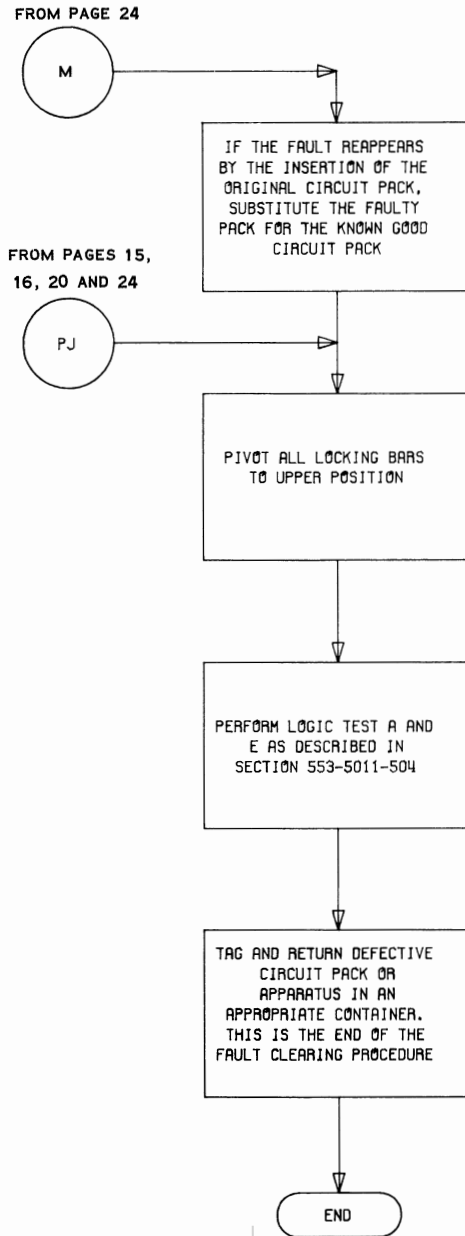 FROM PAGE 24
M
IF THE FAULT REAPPEARS
BY THE INSERTION OF THE
ORIGINAL CIRCUIT PACK,
SUBSTITUTE THE FAULTY
PACK FOR THE KNOWN GOOD
CIRCUIT PACK
FROM PAGES 15,
16, 20 AND 24
PJ
PIVOT ALL LOCKING BARS
TO UPPER POSITION
PERFORM LOGIC TEST A AND
E AS DESCRIBED IN
SECTION 553-5011-504
TAG AND RETURN DEFECTIVE
CIRCUIT PACK OR
APPARATUS IN AN
APPROPRIATE CONTAINER.
THIS IS THE END OF THE
FAULT CLEARING PROCEDURE
END